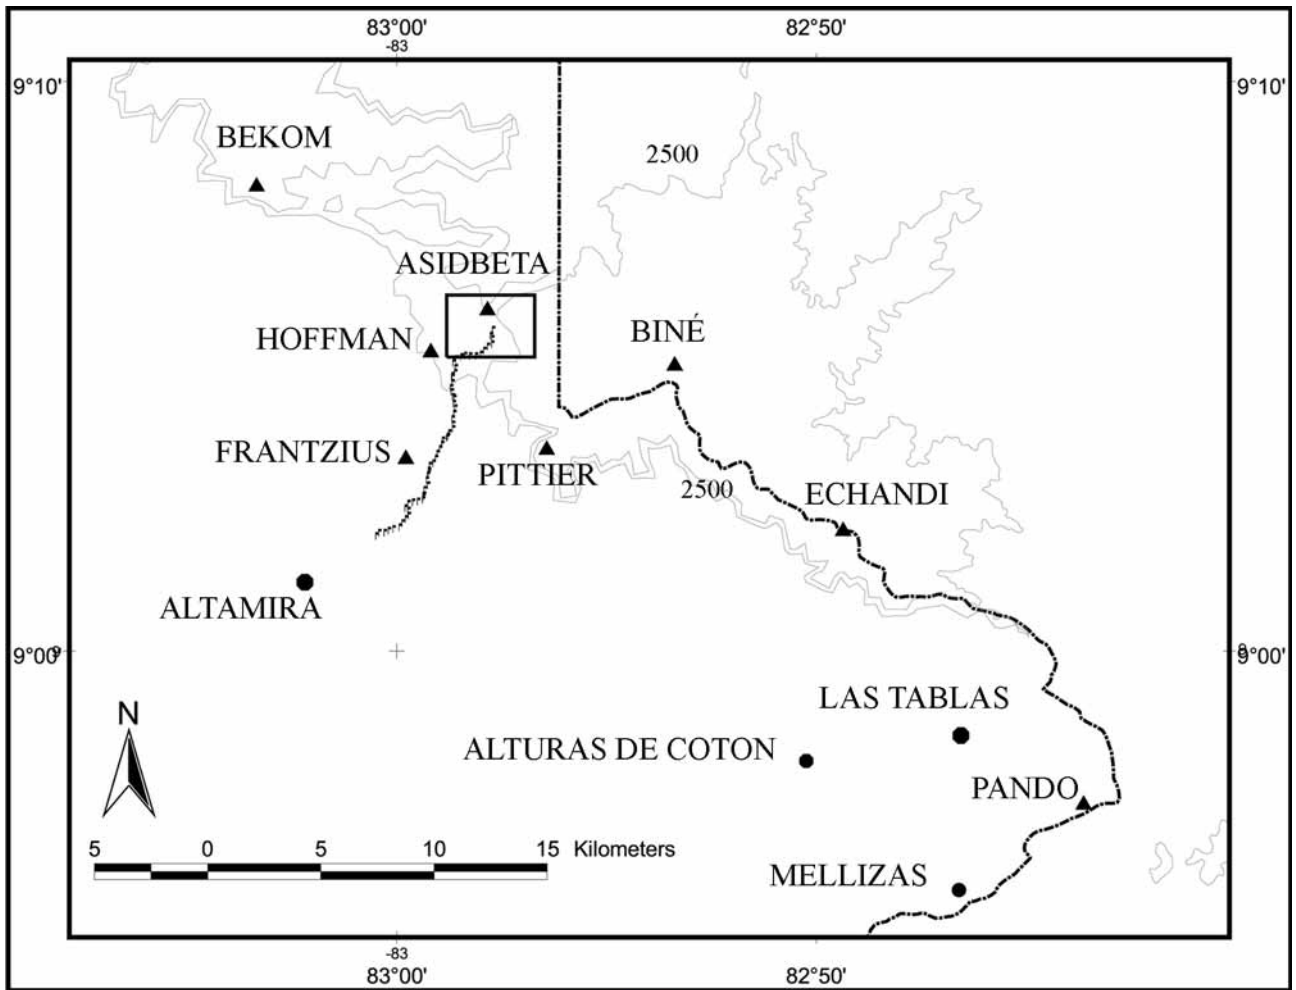 83°00'
82°50'
-83
9°10'
9°10'
BEKOM
2500
ASIDBETA
HOFFMAN
BINÉ
FRANTZIUS
PITTIER
2500
ECHANDI
ALTAMIRA
9°00'
9
9
9°00'
N
LAS TABLAS
ALTURAS DE COTON
PANDO
5 0 5 10 15 Kilometers
MELLIZAS
-83
83°00'
82°50'